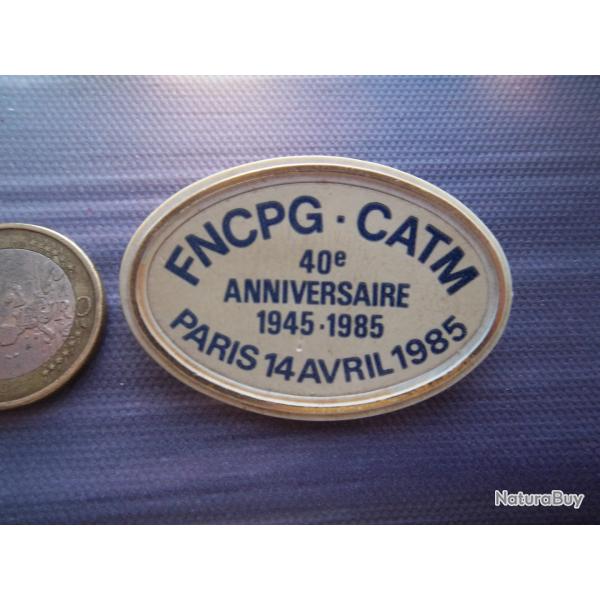 FNCPG · CATM
40e
ANNIVERSAIRE
1945·1985
PARIS 14 AVRIL 1985
NaturaBuy